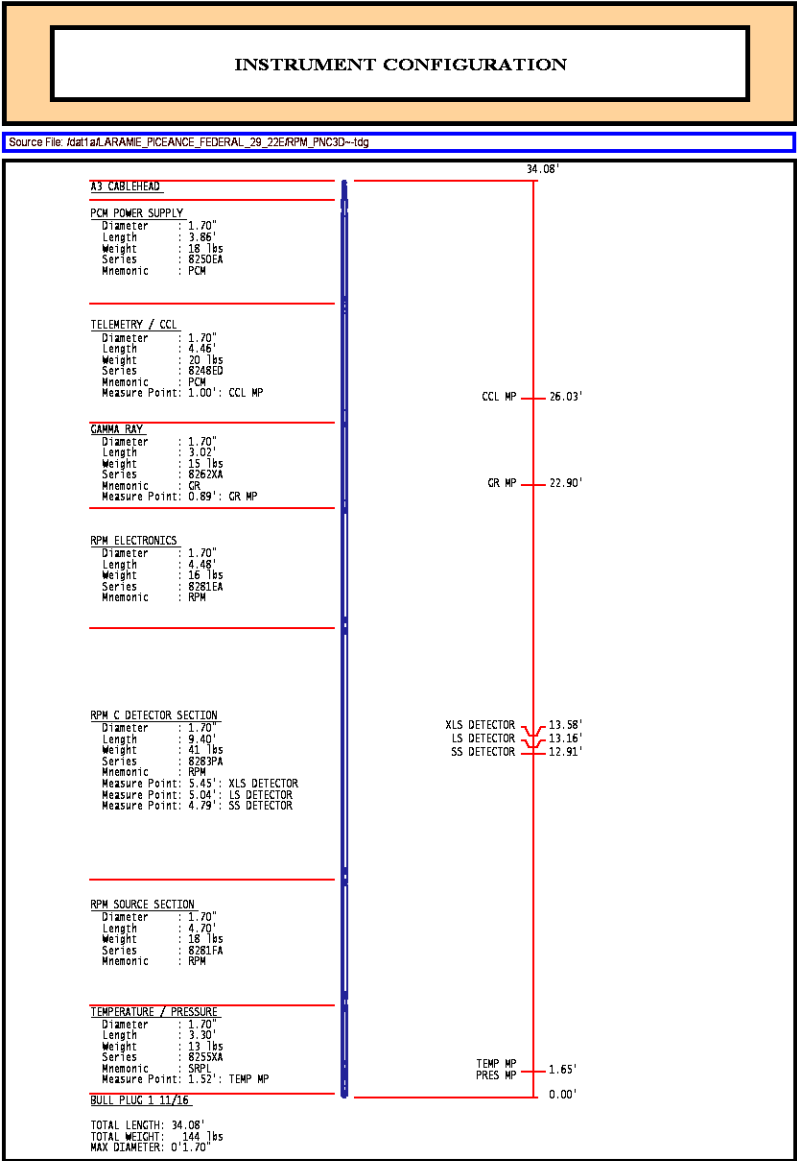 INSTRUMENT CONFIGURATION
Source File: /dat1a/LARAMIE_PICEANCE_FEDERAL_29_22E/RPM_PNC3D~-tdg
34.08'
A3 CABLEHEAD
PCM POWER SUPPLY
Diameter : 1.70"
Length : 3.86'
Weight : 18 lbs
Series : 8250EA
Mnemonic : PCM
TELEMETRY / CCL
Diameter : 1.70"
Length : 4.46'
Weight : 20 lbs
Series : 8248ED
Mnemonic : PCM
Measure Point: 1.00': CCL MP
CCL MP 26.03'
GAMMA RAY
Diameter : 1.70"
Length : 3.02'
Weight : 15 lbs
Series : 8262XA
Mnemonic : GR
Measure Point: 0.89': GR MP
GR MP 22.90'
RPM ELECTRONICS
Diameter : 1.70"
Length : 4.48'
Weight : 16 lbs
Series : 8281EA
Mnemonic : RPM
RPM C DETECTOR SECTION
Diameter : 1.70"
Length : 9.40'
Weight : 41 lbs
Series : 8283PA
Mnemonic : RPM
Measure Point: 5.45': XLS DETECTOR
Measure Point: 5.04': LS DETECTOR
Measure Point: 4.79': SS DETECTOR
XLS DETECTOR 13.58'
LS DETECTOR 13.16'
SS DETECTOR 12.91'
RPM SOURCE SECTION
Diameter : 1.70"
Length : 4.70'
Weight : 18 lbs
Series : 8281FA
Mnemonic : RPM
TEMPERATURE / PRESSURE
Diameter : 1.70"
Length : 3.30'
Weight : 13 lbs
Series : 8255XA
Mnemonic : SRPL
Measure Point: 1.52': TEMP MP
TEMP MP
PRES MP 1.65'
0.00'
BULL PLUG 1 11/16
TOTAL LENGTH: 34.08'
TOTAL WEIGHT: 144 lbs
MAX DIAMETER: 0'1.70"